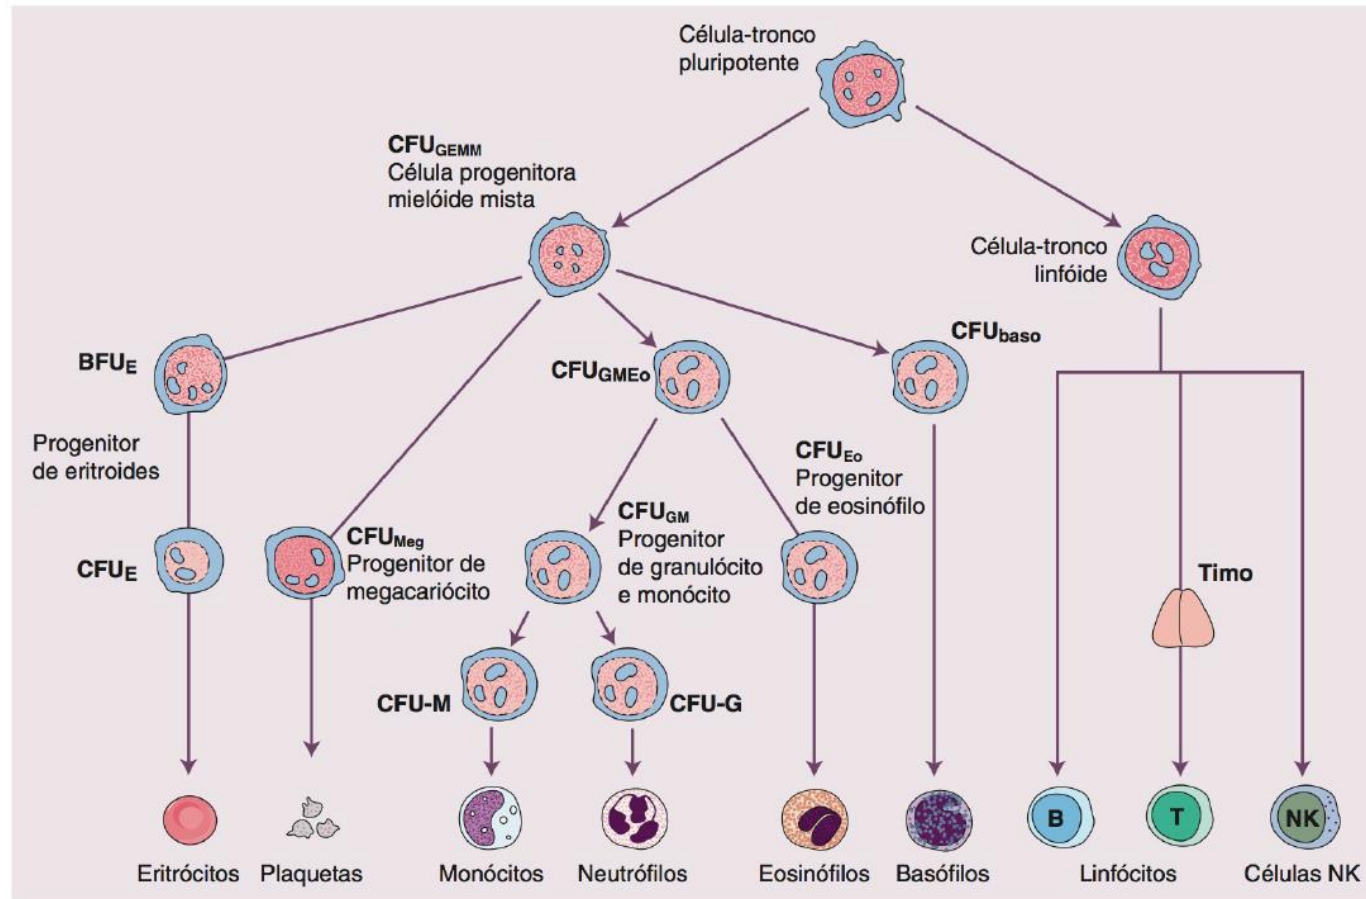 Célula-tronco
pluripotente
CFUGEMM
Célula progenitora
mielóide mista
Célula-tronco
linfóide
BFUE
CFUGMEo
CFUbaso
Progenitor
de eritroides
CFUEo
Progenitor
de eosinófilo
CFUE
CFUMeg
Progenitor de
megacariócito
CFUGM
Progenitor
de granulócito
e monócito
Timo
CFU-M
CFU-G
B
T
NK
Eritrócitos
Plaquetas
Monócitos
Neutrófilos
Eosinófilos
Basófilos
Linfócitos
Células NK